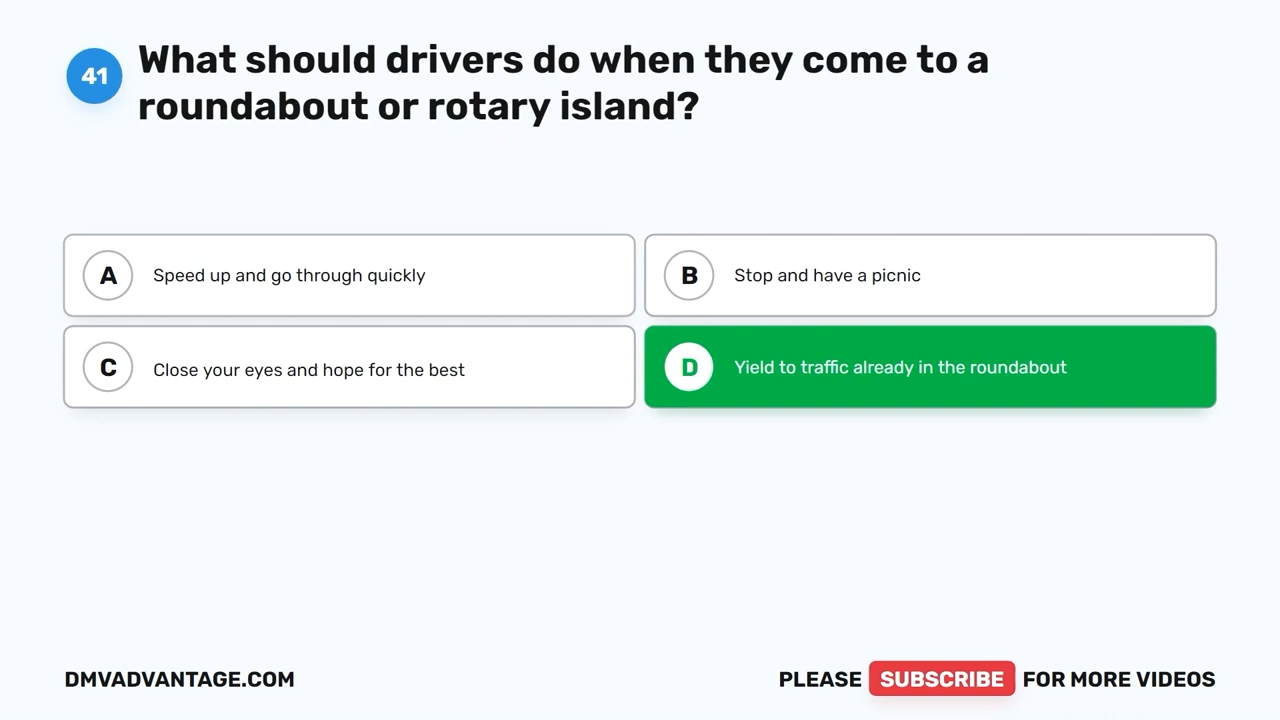 41
What should drivers do when they come to a
roundabout or rotary island?
A Speed up and go through quickly
B Stop and have a picnic
C Close your eyes and hope for the best
D Yield to traffic already in the roundabout
DMVADVANTAGE.COM
PLEASE SUBSCRIBE FOR MORE VIDEOS